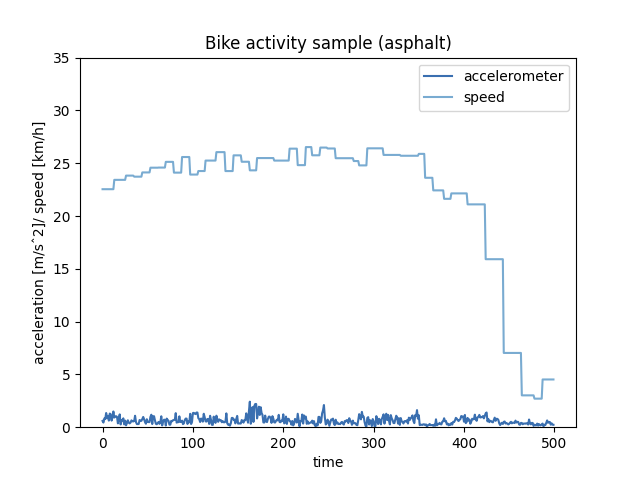 Bike activity sample (asphalt)
accelerometer
speed
acceleration [m/sˆ2]/ speed [km/h]
35
30
25
20
15
10
5
0
0 100 200 300 400 500
time